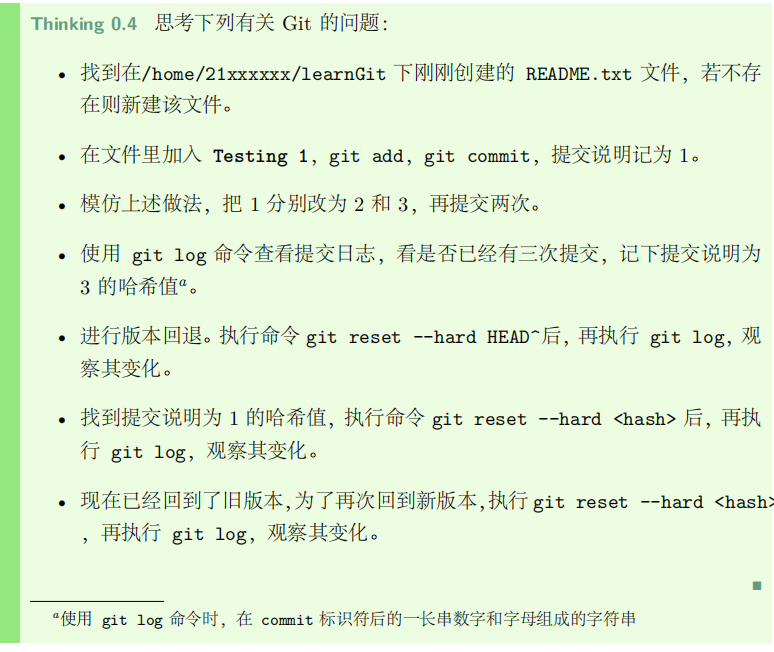 Thinking 0.4 思考下列有关 Git 的问题：
• 找到在/home/21xxxxxx/learnGit 下刚刚创建的 README.txt 文件，若不存
在则新建该文件。
• 在文件里加入 Testing 1，git add，git commit，提交说明记为 1。
• 模仿上述做法，把 1 分别改为 2 和 3，再提交两次。
• 使用 git log 命令查看提交日志，看是否已经有三次提交，记下提交说明为
3 的哈希值a。
• 进行版本回退。执行命令 git reset --hard HEAD^后，再执行 git log，观
察其变化。
• 找到提交说明为 1 的哈希值，执行命令 git reset --hard <hash> 后，再执
行 git log，观察其变化。
• 现在已经回到了旧版本，为了再次回到新版本，执行 git reset --hard <hash>
，再执行 git log，观察其变化。
a使用 git log 命令时，在 commit 标识符后的一长串数字和字母组成的字符串